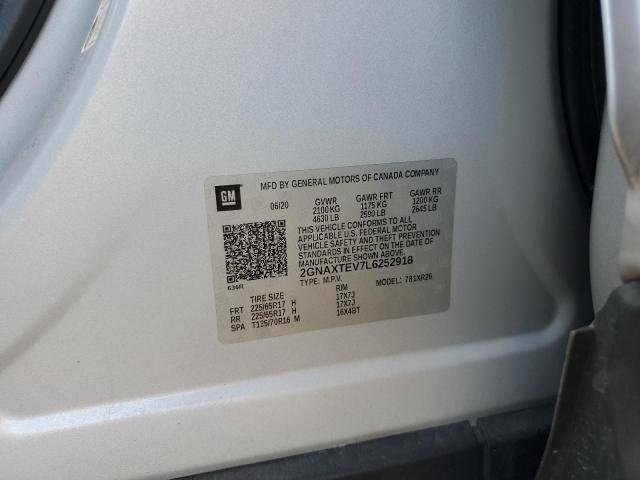 GM
MFD BY GENERAL MOTORS OF CANADA COMPANY
06/20 GVWR GAWR FRT GAWR RR
2100 KG 1175 KG 1200 KG
4630 LB 2590 LB 2645 LB
THIS VEHICLE CONFORMS TO ALL
APPLICABLE U.S. FEDERAL MOTOR
VEHICLE SAFETY AND THEFT
PREVENTION STANDARDS IN EFFECT ON
THE DATE OF MANUFACTURE SHOWN ABOVE.
2GNAXTEV7L6252918
TYPE: M.P.V. MODEL: 781XR26
636R
RIM
FRT 225/65R17 H 17X7J
RR 225/65R17 H 17X7J
SPA T135/70R16 M 16X4BT